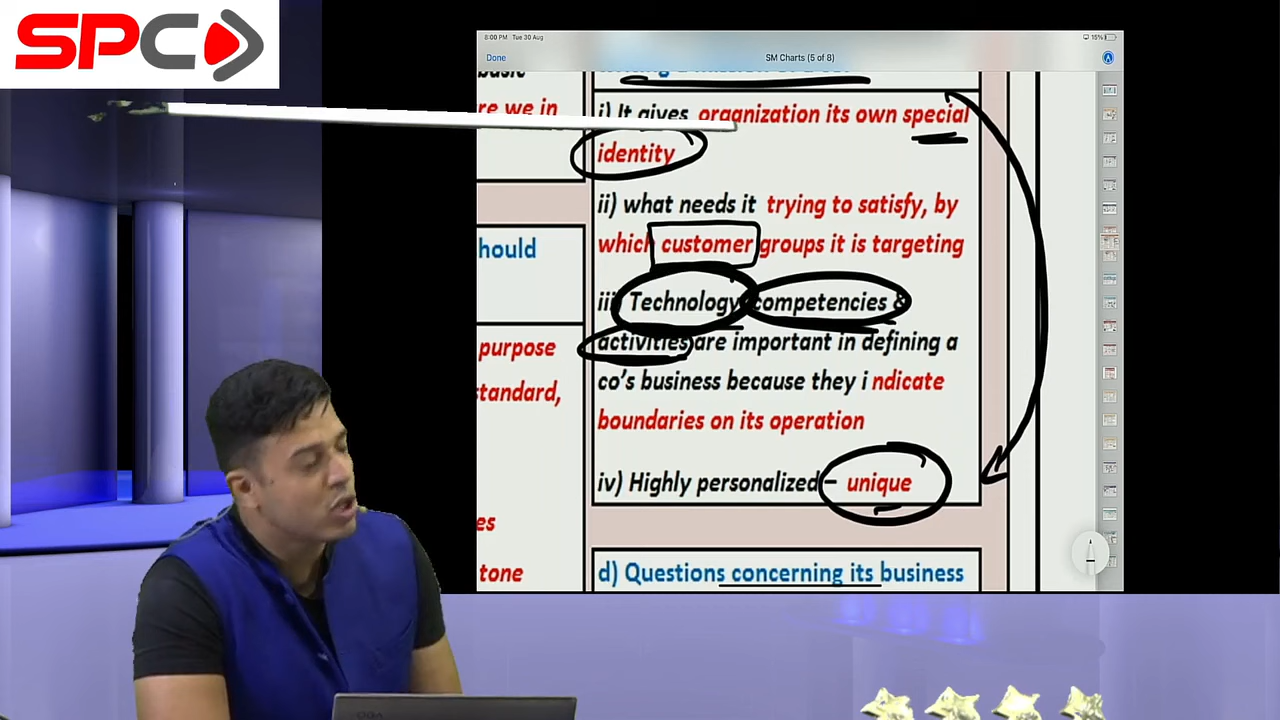 SPC
8:00 PM Tue 30 Aug
15%
Done
SM Charts (5 of 8)
basic
re we in
hould
purpose
standard,
es
tone
i) It gives organization its own special
identity
ii) what needs it trying to satisfy, by
which customer groups it is targeting
iii) Technology competencies &
activities are important in defining a
co's business because they i ndicate
boundaries on its operation
iv) Highly personalized – unique
d) Questions concerning its business